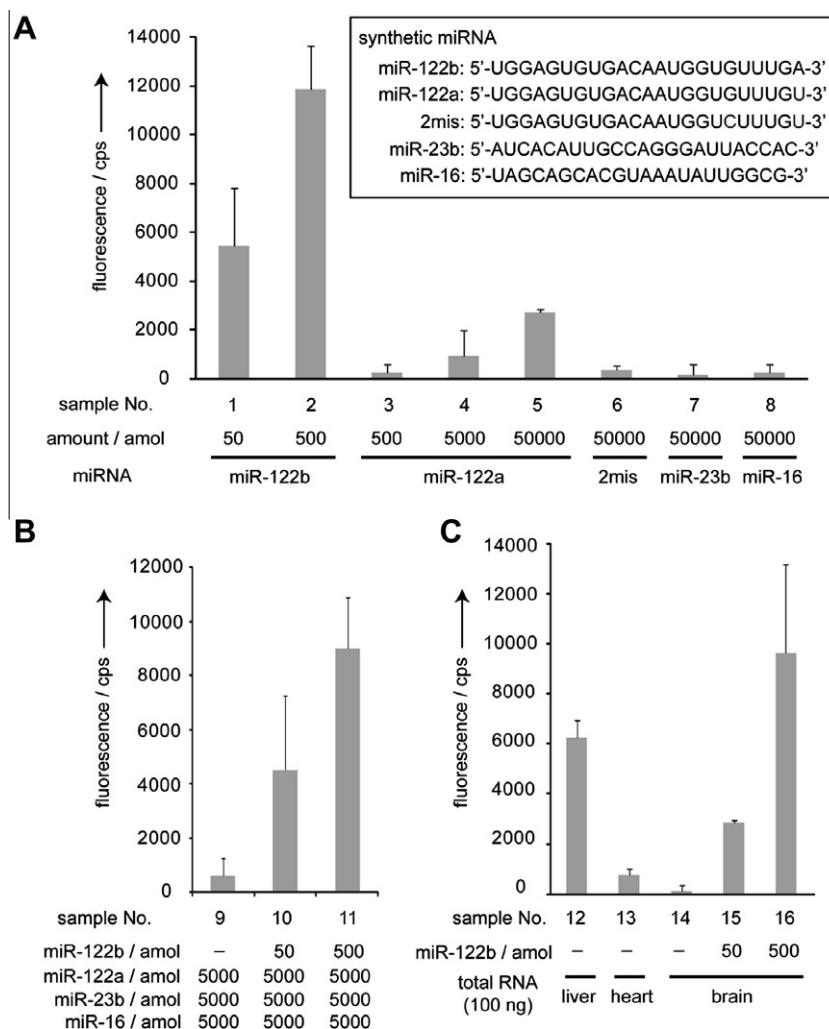 A
fluorescence / cps
14000
12000
10000
8000
6000
4000
2000
0
synthetic miRNA
miR-122b: 5'-UGGAGUGUGACAAUGGUGUUUGA-3'
miR-122a: 5'-UGGAGUGUGACAAUGGUGUUUGU-3'
2mis: 5'-UGGAGUGUGACAAUGGUCUUUGU-3'
miR-23b: 5'-AUCACAUUGCCAGGGAUUACCAC-3'
miR-16: 5'-UAGCAGCACGUAAAUAUUGGCG-3'
sample No. 1 2 3 4 5 6 7 8
amount / amol 50 500 500 5000 50000 50000 50000 50000
miRNA miR-122b miR-122a 2mis miR-23b miR-16
B
fluorescence / cps
12000
10000
8000
6000
4000
2000
0
sample No. 9 10 11
miR-122b / amol – 50 500
miR-122a / amol 5000 5000 5000
miR-23b / amol 5000 5000 5000
miR-16 / amol 5000 5000 5000
C
fluorescence / cps
14000
12000
10000
8000
6000
4000
2000
0
sample No. 12 13 14 15 16
miR-122b / amol – – – 50 500
total RNA liver heart brain
(100 ng)